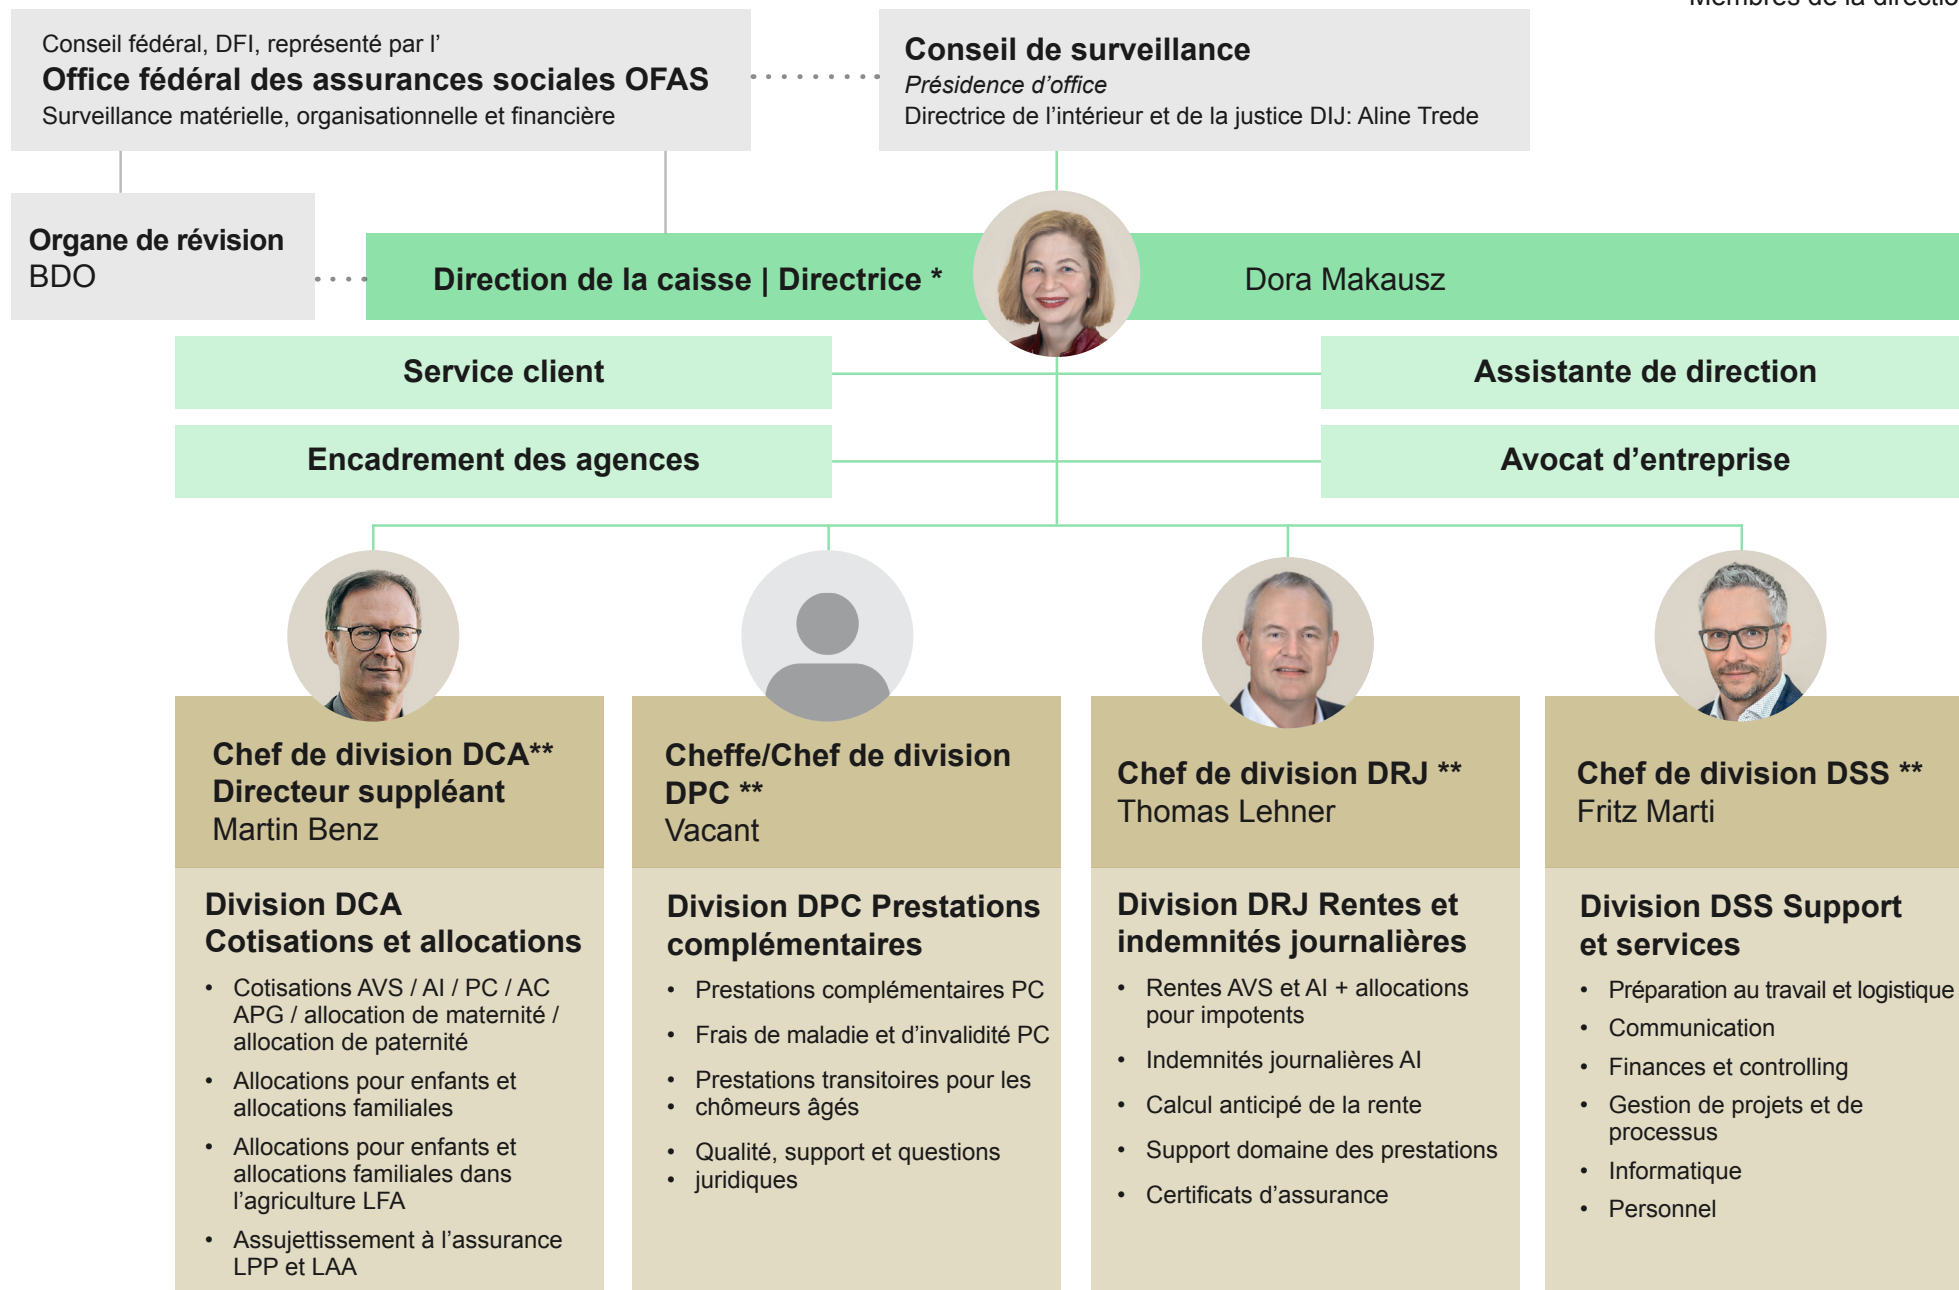 Membres de la direction
Conseil fédéral, DFI, représenté par l’
Office fédéral des assurances sociales OFAS
Surveillance matérielle, organisationnelle et financière
Conseil de surveillance
Présidence d’office
Directrice de l’intérieur et de la justice DIJ: Aline Trede
Organe de révision
BDO
Direction de la caisse | Directrice *
Dora Makausz
Service client
Assistante de direction
Encadrement des agences
Avocat d’entreprise
Chef de division DCA**
Directeur suppléant
Martin Benz
Cheffe/Chef de division
DPC **
Vacant
Chef de division DRJ **
Thomas Lehner
Chef de division DSS **
Fritz Marti
Division DCA
Cotisations et allocations
• Cotisations AVS / AI / PC / AC
APG / allocation de maternité /
allocation de paternité
• Allocations pour enfants et
allocations familiales
• Allocations pour enfants et
allocations familiales dans
l’agriculture LFA
• Assujettissement à l’assurance
LPP et LAA
Division DPC Prestations
complémentaires
• Prestations complémentaires PC
• Frais de maladie et d’invalidité PC
• Prestations transitoires pour les
• chômeurs âgés
• Qualité, support et questions
• juridiques
Division DRJ Rentes et
indemnités journalières
• Rentes AVS et AI + allocations
pour impotents
• Indemnités journalières AI
• Calcul anticipé de la rente
• Support domaine des prestations
• Certificats d’assurance
Division DSS Support
et services
• Préparation au travail et logistique
• Communication
• Finances et controlling
• Gestion de projets et de
processus
• Informatique
• Personnel